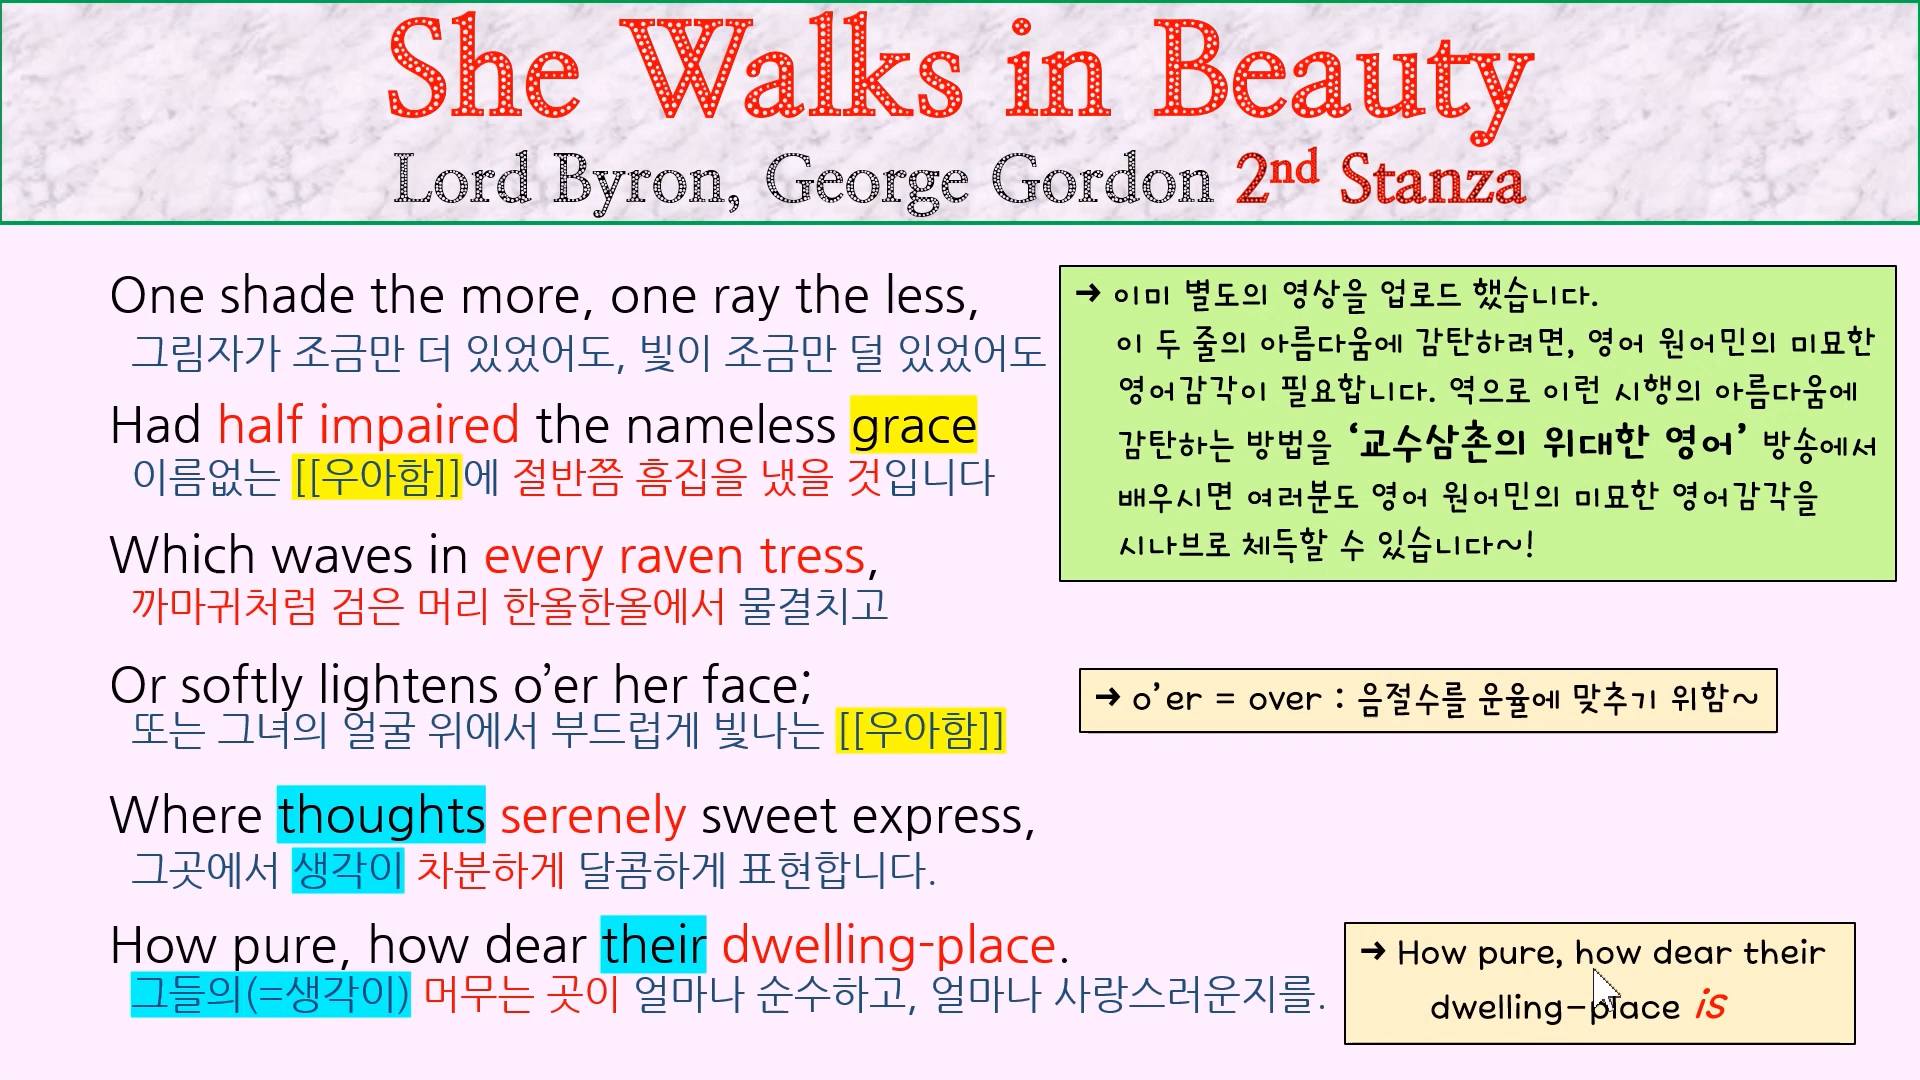 She Walks in Beauty
Lord Byron, George Gordon 2nd Stanza
One shade the more, one ray the less,
그림자가 조금만 더 있었어도, 빛이 조금만 덜 있었어도
Had half impaired the nameless grace
이름없는 [[우아함]]에 절반쯤 흠집을 냈을 것입니다
Which waves in every raven tress,
까마귀처럼 검은 머리 한올한올에서 물결치고
Or softly lightens o’er her face;
또는 그녀의 얼굴 위에서 부드럽게 빛나는 [[우아함]]
Where thoughts serenely sweet express,
그곳에서 생각이 차분하게 달콤하게 표현합니다.
How pure, how dear their dwelling-place.
그들의(=생각이) 머무는 곳이 얼마나 순수하고, 얼마나 사랑스러운지를.
→ 이미 별도의 영상을 업로드 했습니다.
이 두 줄의 아름다움에 감탄하려면, 영어 원어민의 미묘한
영어감각이 필요합니다. 역으로 이런 시행의 아름다움에
감탄하는 방법을 ‘교수삼촌의 위대한 영어’ 방송에서
배우시면 여러분도 영어 원어민의 미묘한 영어감각을
시나브로 체득할 수 있습니다~!
→ o’er = over : 음절수를 운율에 맞추기 위함~
→ How pure, how dear their
dwelling-place is